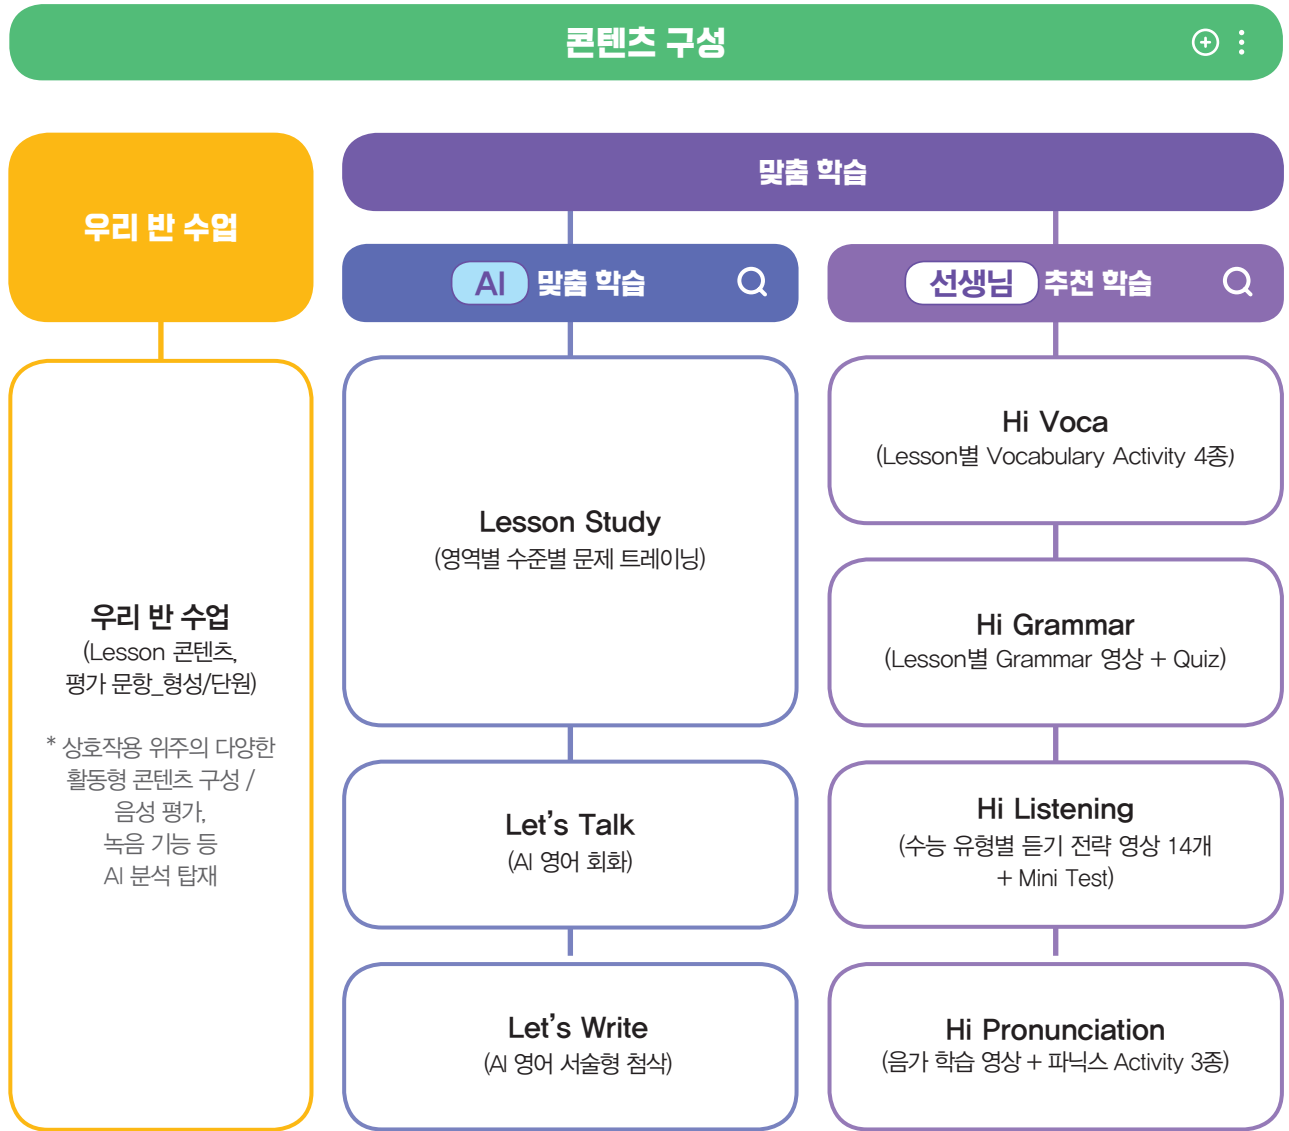 콘텐츠 구성
우리 반 수업
우리 반 수업
(Lesson 콘텐츠,
평가 문항_형성/단원)
* 상호작용 위주의 다양한
활동형 콘텐츠 구성 /
음성 평가,
녹음 기능 등
AI 분석 탑재
맞춤 학습
AI 맞춤 학습
Lesson Study
(영역별 수준별 문제 트레이닝)
Let's Talk
(AI 영어 회화)
Let's Write
(AI 영어 서술형 첨삭)
선생님 추천 학습
Hi Voca
(Lesson별 Vocabulary Activity 4종)
Hi Grammar
(Lesson별 Grammar 영상 + Quiz)
Hi Listening
(수능 유형별 듣기 전략 영상 14개
+ Mini Test)
Hi Pronunciation
(음가 학습 영상 + 파닉스 Activity 3종)